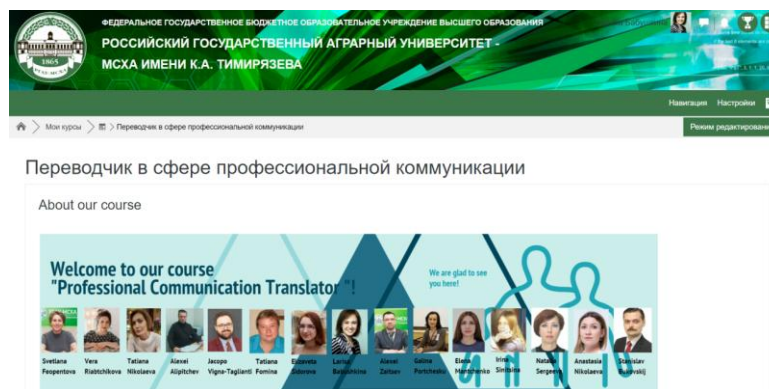 ФЕДЕРАЛЬНОЕ ГОСУДАРСТВЕННОЕ БЮДЖЕТНОЕ ОБРАЗОВАТЕЛЬНОЕ УЧРЕЖДЕНИЕ ВЫСШЕГО ОБРАЗОВАНИЯ
РОССИЙСКИЙ ГОСУДАРСТВЕННЫЙ АГРАРНЫЙ УНИВЕРСИТЕТ -
МСХА ИМЕНИ К.А. ТИМИРЯЗЕВА
1865
Навигация Настройки
Мои курсы Переводчик в сфере профессиональной коммуникации
Режим редактировани
Переводчик в сфере профессиональной коммуникации
About our course
Welcome to our course
"Professional Communication Translator "!
We are glad to see
you here!
Svetlana Vera Tatiana Alexei Jacopo Tatiana Elizaveta Larisa Alexei Galina Elena Irina Natalia Anastasia Stanislav
Feopentova Riabtchikova Nikolaeva Alipitchev Vigna-Taglianti Fomina Sidorova Zaitsev Sinitsina Sergeeva Nikolaeva